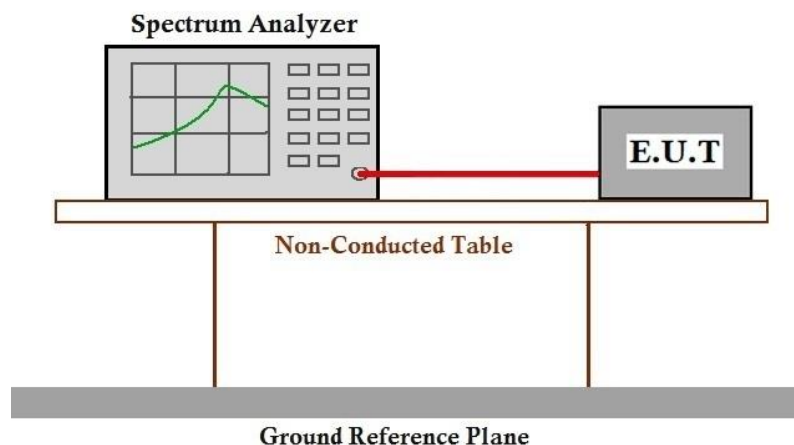 Spectrum Analyzer
E.U.T
Non-Conducted Table
Ground Reference Plane